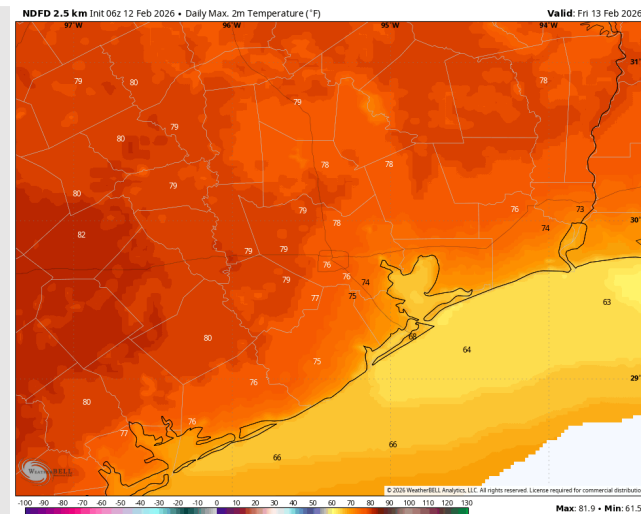 NDFD 2.5 km Init 06z 12 Feb 2026 • Daily Max. 2m Temperature (°F)
Valid: Fri 13 Feb 2026
97°W 96°W 95°W 94°W
31°
79 80 78
79
80 79
78 78
80 79
79 76 73
82 78 74 30°
79 79
76
79 76 74
77 75
63
80 68
64
75
76 29°
80
77 76
66
66
WeatherBELL
© 2026 WeatherBELL Analytics, LLC. All rights reserved. License required for commercial distributio
-100 -90 -80 -70 -60 -50 -40 -30 -20 -10 0 10 20 30 40 50 60 70 80 90 100 110 120 130
Max: 81.9 • Min: 61.5